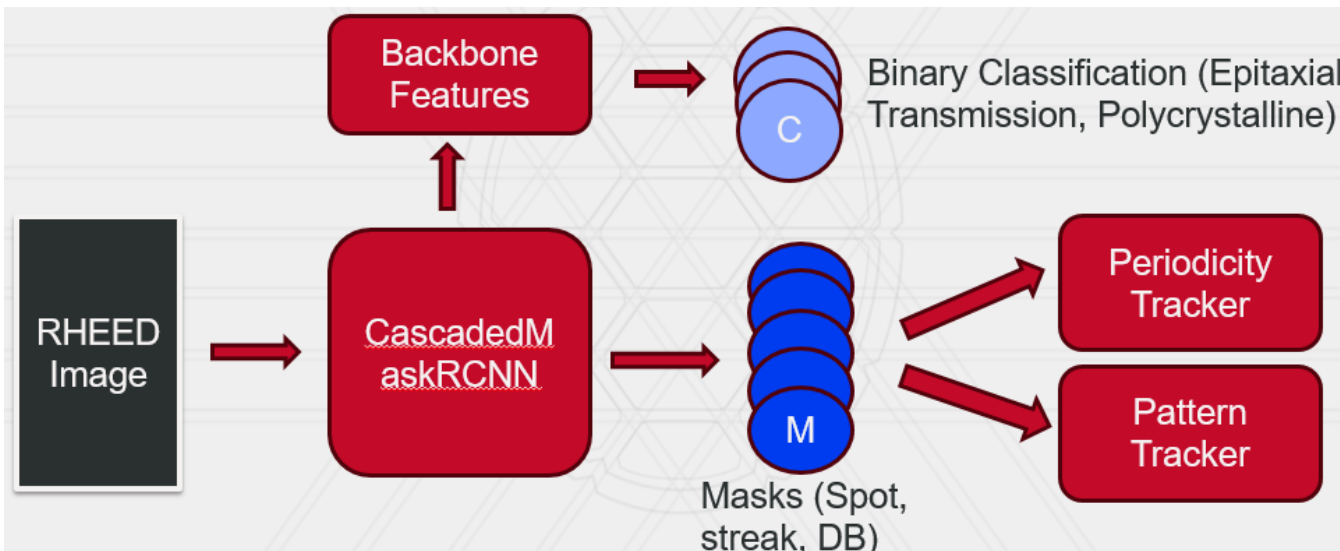 Backbone
Features
C
Binary Classification (Epitaxial
Transmission, Polycrystalline)
RHEED
Image
CascadedM
askRCNN
M
Masks (Spot,
streak, DB)
Periodicity
Tracker
Pattern
Tracker